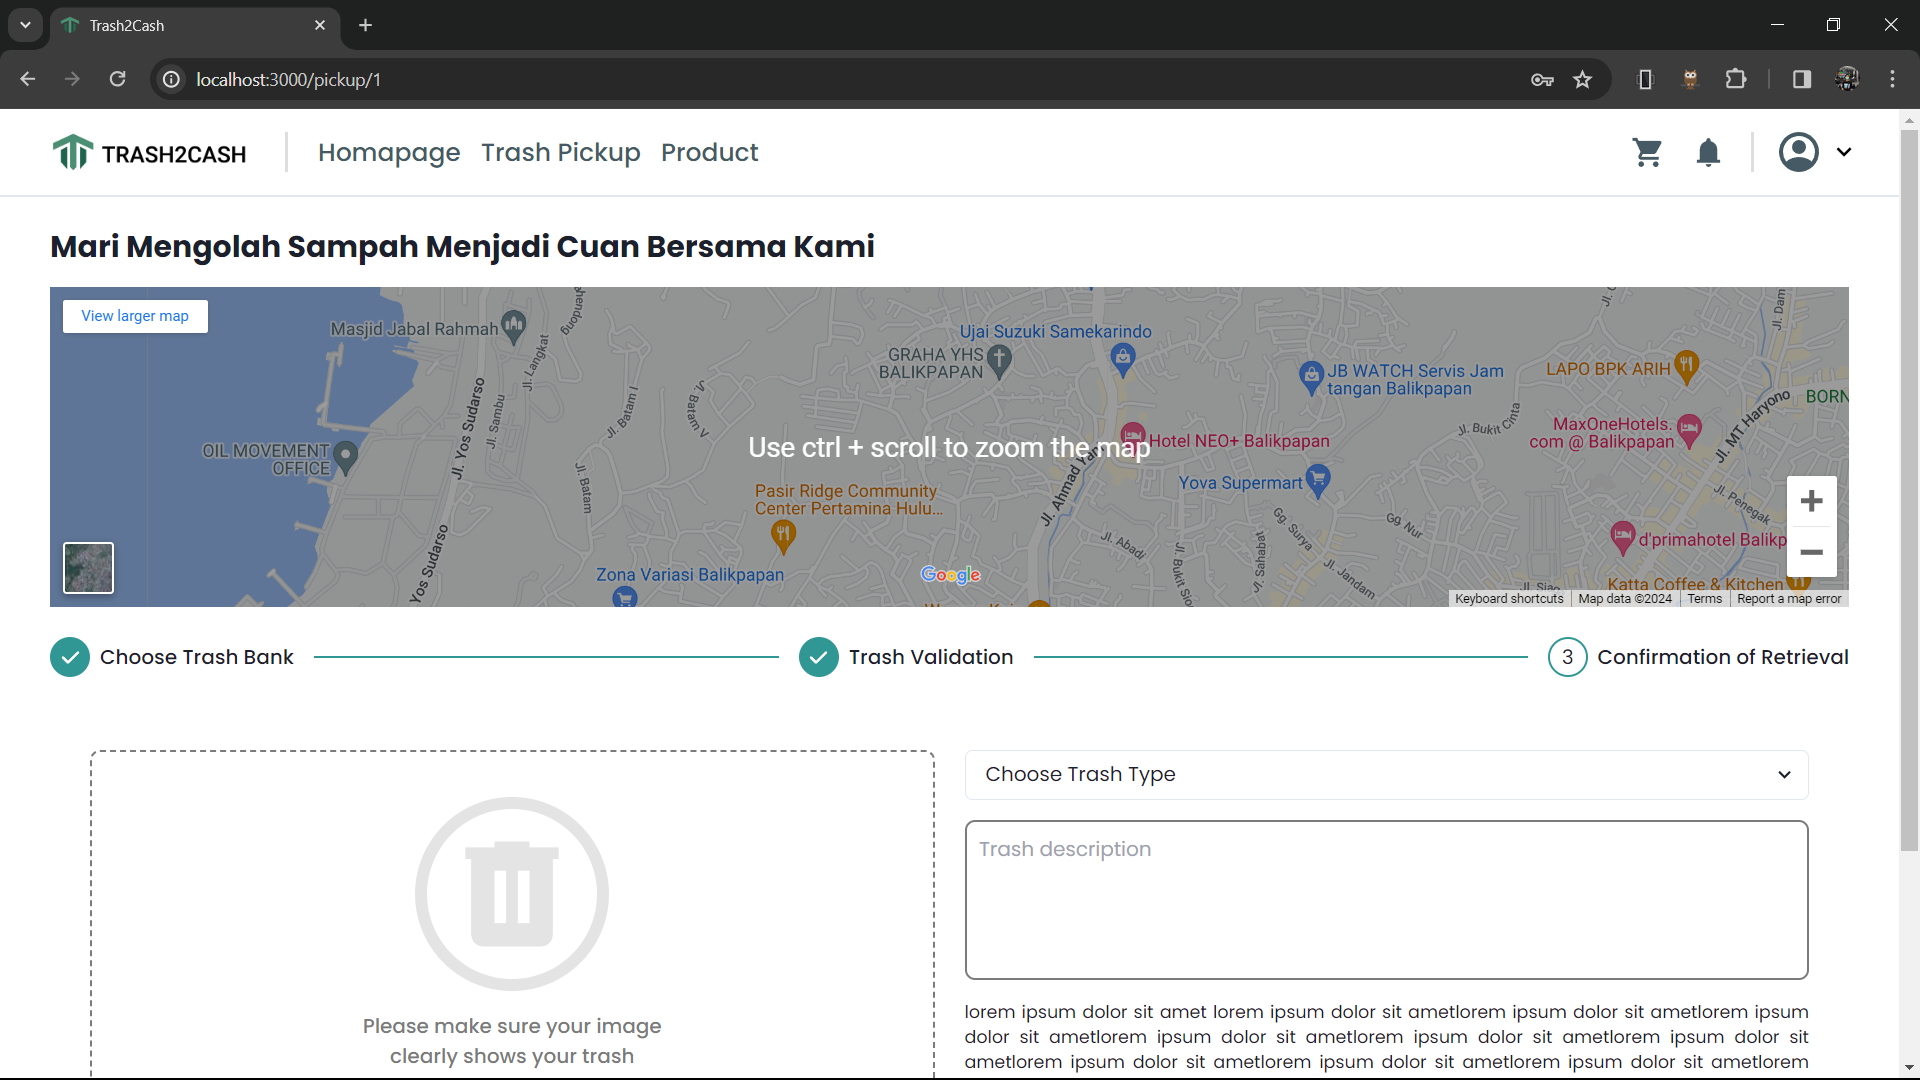 Trash2Cash
localhost:3000/pickup/1
TRASH2CASH
Homapage
Trash Pickup
Product
Mari Mengolah Sampah Menjadi Cuan Bersama Kami
View larger map
Masjid Jabal Rahmah
Jl. Langkat
Jl. Sambu
Jl. Yos Sudarso
Yos Sudarso
OIL MOVEMENT
OFFICE
Jl. Batam I
Jl. Batam V
Jl. Batam
GRAHA YHS
BALIKPAPAN
Ujai Suzuki Samekarindo
JB WATCH Servis Jam
tangan Balikpapan
LAPO BPK ARIH
BORN
Jl. Dam
Jl. MT Haryono
MaxOneHotels.
com @ Balikpapan
Jl. Bukit Cinta
Use ctrl + scroll to zoom the map
Hotel NEO+ Balikpapan
Jl. Ahmad Yani
Yova Supermart
Pasir Ridge Community
Center Pertamina Hulu...
Gg. Surya
Gg. Nur
Jl. Penegak
Jl. Abadi
Jl. Sahabat
Jl. Jandam
d'primahotel Balikp
Zona Variasi Balikpapan
Google
Katta Coffee & Kitchen
Keyboard shortcuts
Map data ©2024
Terms
Report a map error
Choose Trash Bank
Trash Validation
3
Confirmation of Retrieval
Choose Trash Type
Trash description
Please make sure your image
clearly shows your trash
lorem ipsum dolor sit amet lorem ipsum dolor sit ametlorem ipsum dolor sit ametlorem ipsum
dolor sit ametlorem ipsum dolor sit ametlorem ipsum dolor sit ametlorem ipsum dolor sit
ametlorem ipsum dolor sit ametlorem ipsum dolor sit ametlorem ipsum dolor sit ametlorem